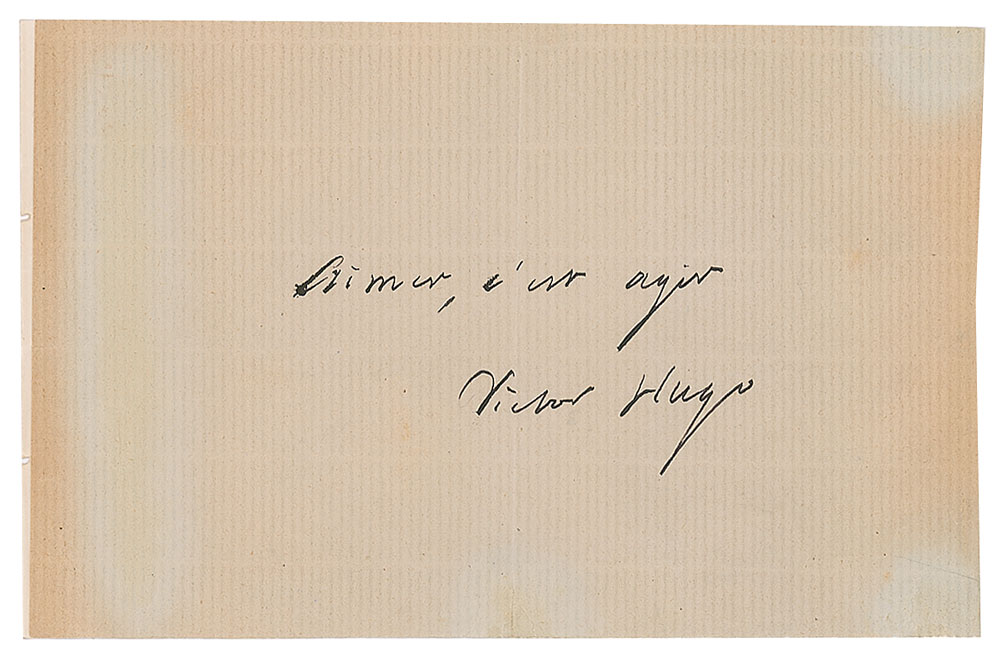 Aimer, c'est agir
Victor Hugo